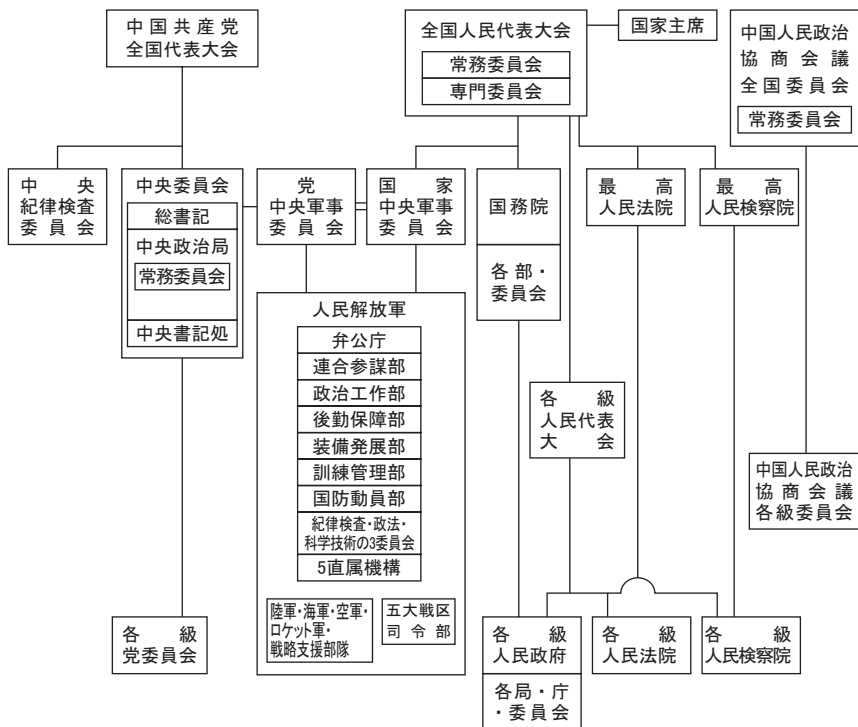 中国共産党
全国代表大会
全国人民代表大会
常務委員会
専門委員会
国家主席
中国人民政治
協商会議
全国委員会
常務委員会
中央
紀律検査
委員会
中央委員会
総書記
中央政治局
常務委員会
中央書記処
党
中央軍事
委員会
国家
中央軍事
委員会
国務院
各部・
委員会
最高
人民法院
最高
人民検察院
人民解放軍
弁公庁
連合参謀部
政治工作部
後勤保障部
装備発展部
訓練管理部
国防動員部
紀律検査・政法・
科学技術の3委員会
5直属機構
陸軍・海軍・空軍・
ロケット軍・
戦略支援部隊
五大戦区
司令部
各級
人民代表
大会
中国人民政治
協商会議
各級委員会
各級
党委員会
各級
人民政府
各局・庁
・委員会
各級
人民法院
各級
人民検察院